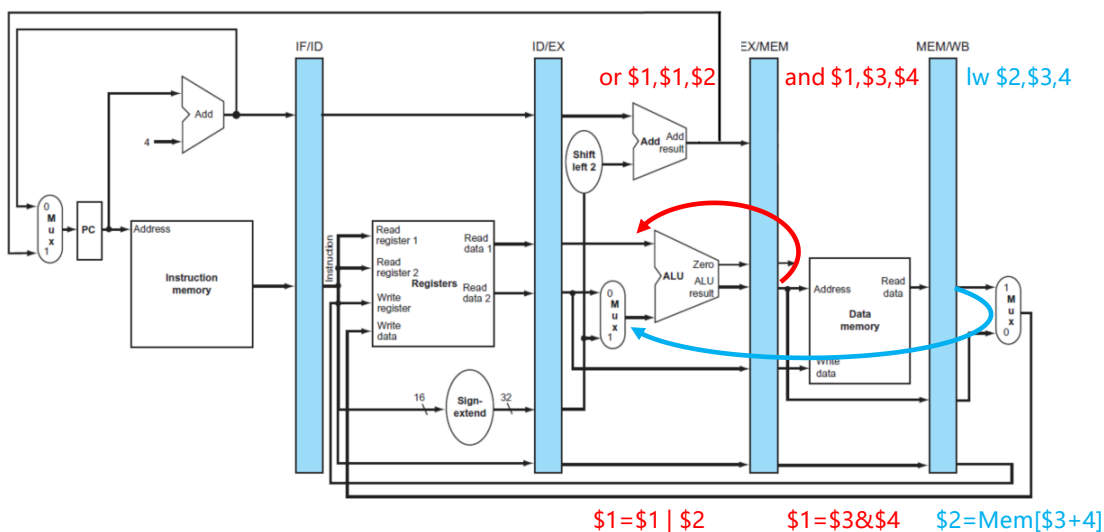 IF/ID
ID/EX
EX/MEM
MEM/WB
or $1,$1,$2
and $1,$3,$4
lw $2,$3,4
Add
4
Add Add
result
Shift
left 2
0
M
u
x
1
PC
Address
Instruction
memory
Instruction
Read
register 1
Read
data 1
Read
register 2
Registers
Read
data 2
Write
register
Write
data
0
M
u
x
1
Zero
ALU
ALU
result
Address
Read
data
Data
memory
Write
data
1
M
u
x
0
16
Sign-
extend
32
$1=$1 | $2
$1=$3&$4
$2=Mem[$3+4]